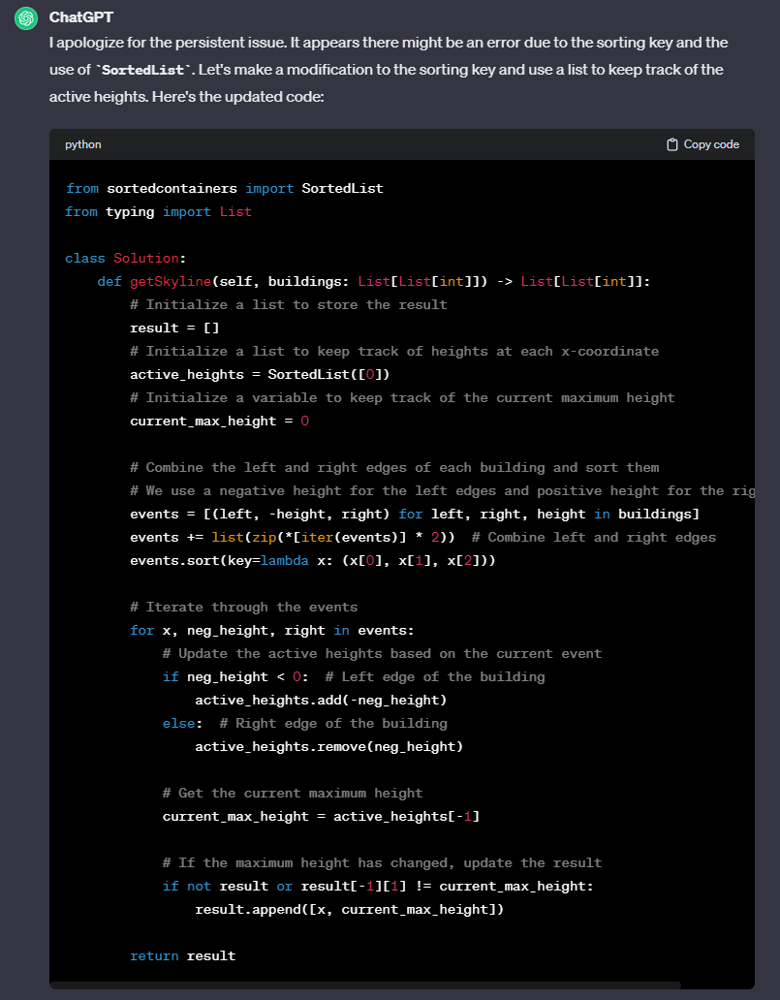 ChatGPT
I apologize for the persistent issue. It appears there might be an error due to the sorting key and the
use of `SortedList`. Let's make a modification to the sorting key and use a list to keep track of the
active heights. Here's the updated code:
python
Copy code
from sortedcontainers import SortedList
from typing import List
class Solution:
    def getSkyline(self, buildings: List[List[int]]) -> List[List[int]]:
        # Initialize a list to store the result
        result = []
        # Initialize a list to keep track of heights at each x-coordinate
        active_heights = SortedList([0])
        # Initialize a variable to keep track of the current maximum height
        current_max_height = 0
        # Combine the left and right edges of each building and sort them
        # We use a negative height for the left edges and positive height for the rig
        events = [(left, -height, right) for left, right, height in buildings]
        events += list(zip(*[iter(events)] * 2))  # Combine left and right edges
        events.sort(key=lambda x: (x[0], x[1], x[2]))
        # Iterate through the events
        for x, neg_height, right in events:
            # Update the active heights based on the current event
            if neg_height < 0:  # Left edge of the building
                active_heights.add(-neg_height)
            else:  # Right edge of the building
                active_heights.remove(neg_height)
            # Get the current maximum height
            current_max_height = active_heights[-1]
            # If the maximum height has changed, update the result
            if not result or result[-1][1] != current_max_height:
                result.append([x, current_max_height])
        return result